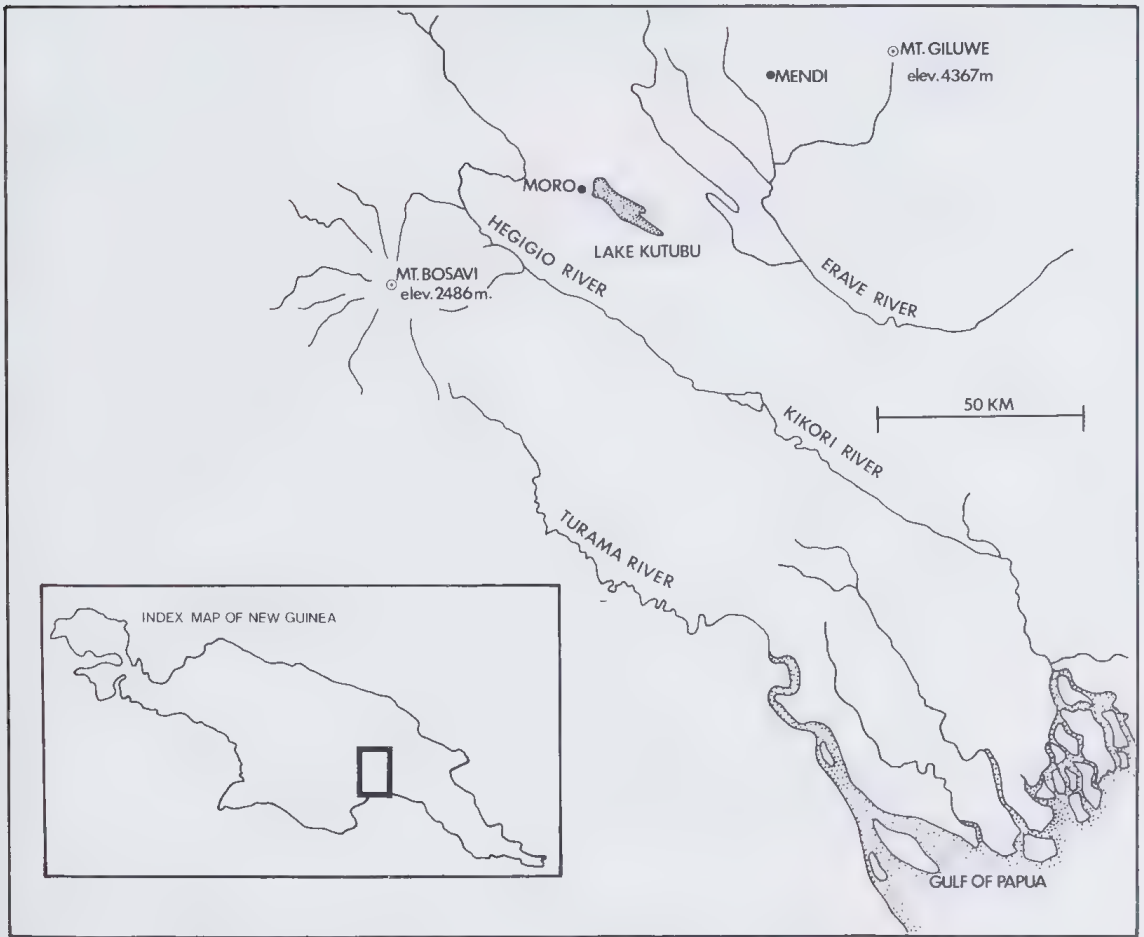 MT. GILUWE
elev. 4367m
MENDI
MORO
LAKE KUTUBU
HEGIGIO RIVER
ERAVE RIVER
MT. BOSAVI
elev. 2486m.
50 KM
KIKORI RIVER
TURAMA RIVER
INDEX MAP OF NEW GUINEA
GULF OF PAPUA